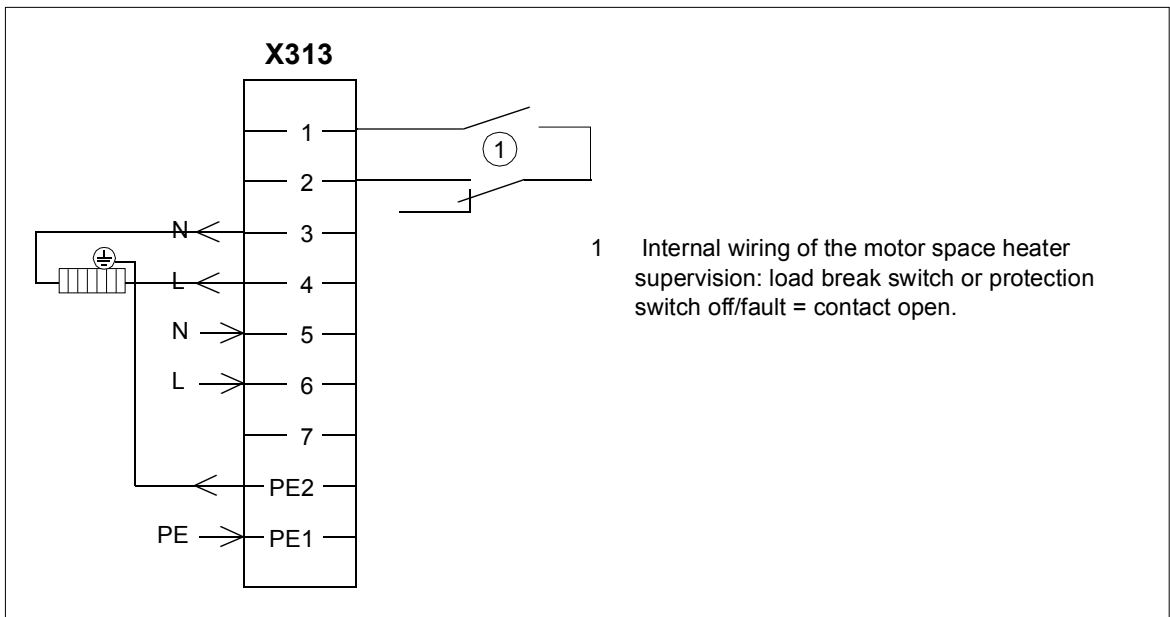 X313
1
2
N 3
L 4
N 5
L 6
7
PE2
PE PE1
1
1 Internal wiring of the motor space heater
supervision: load break switch or protection
switch off/fault = contact open.